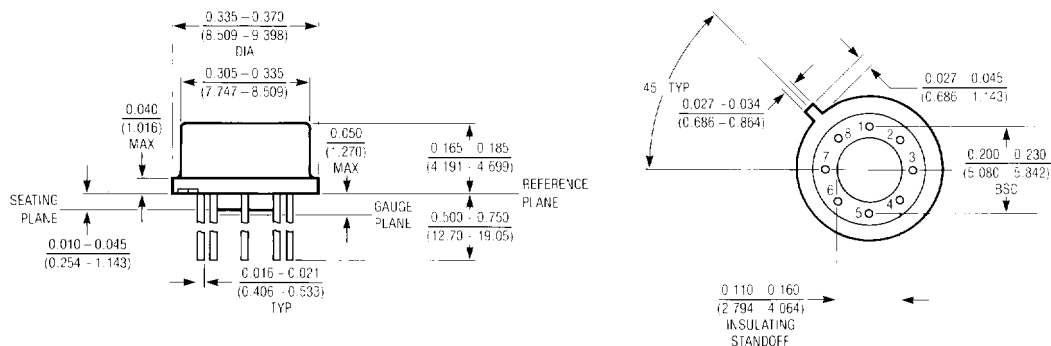 0.335 – 0.370
(8.509 – 9.398)
DIA
0.305 – 0.335
(7.747 – 8.509)
0.040
(1.016)
MAX
0.050
(1.270)
MAX
0.165 0.185
(4.191 - 4.699)
SEATING
PLANE
REFERENCE
PLANE
GAUGE
PLANE
0.500 - 0.750
(12.70 - 19.05)
0.010 – 0.045
(0.254 - 1.143)
0.016 – 0.021
(0.406 - 0.533)
TYP
45 TYP
0.027 - 0.034
(0.686 - 0.864)
0.027 0.045
(0.686 1.143)
1
2
3
4
5
6
7
8
0.200 0.230
(5.080 5.842)
BSC
0.110 0.160
(2.794 4.064)
INSULATING
STANDOFF